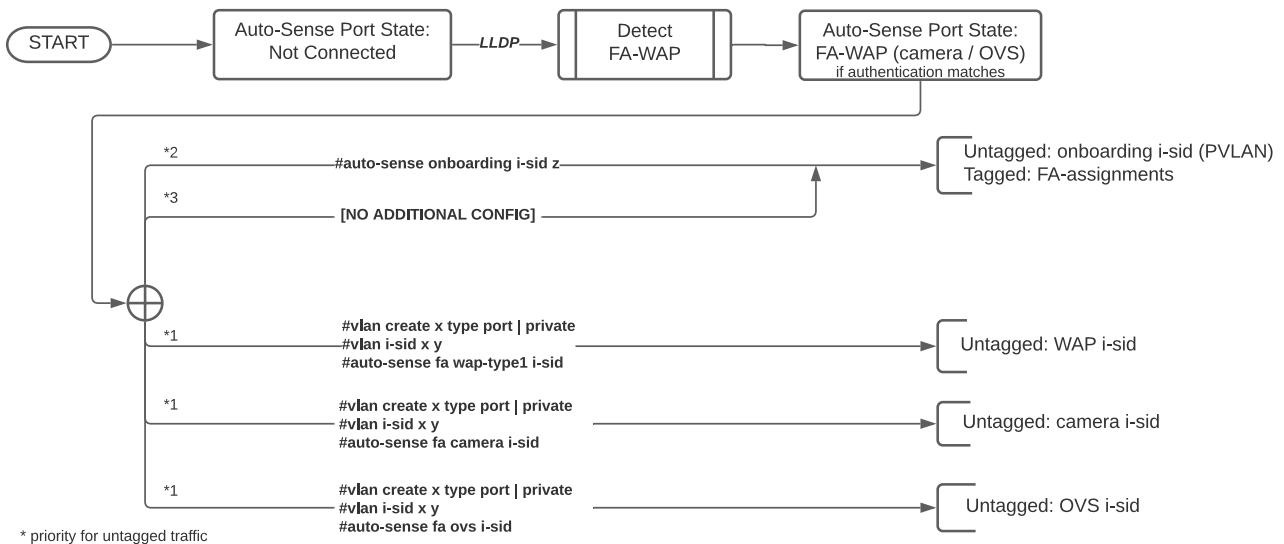 START
Auto-Sense Port State:
Not Connected
LLDP
Detect
FA-WAP
Auto-Sense Port State:
FA-WAP (camera / OVS)
if authentication matches
*2
#auto-sense onboarding i-sid z
Untagged: onboarding i-sid (PVLAN)
Tagged: FA-assignments
*3
[NO ADDITIONAL CONFIG]
*1
#vlan create x type port | private
#vlan i-sid x y
#auto-sense fa wap-type1 i-sid
Untagged: WAP i-sid
*1
#vlan create x type port | private
#vlan i-sid x y
#auto-sense fa camera i-sid
Untagged: camera i-sid
*1
#vlan create x type port | private
#vlan i-sid x y
#auto-sense fa ovs i-sid
Untagged: OVS i-sid
* priority for untagged traffic